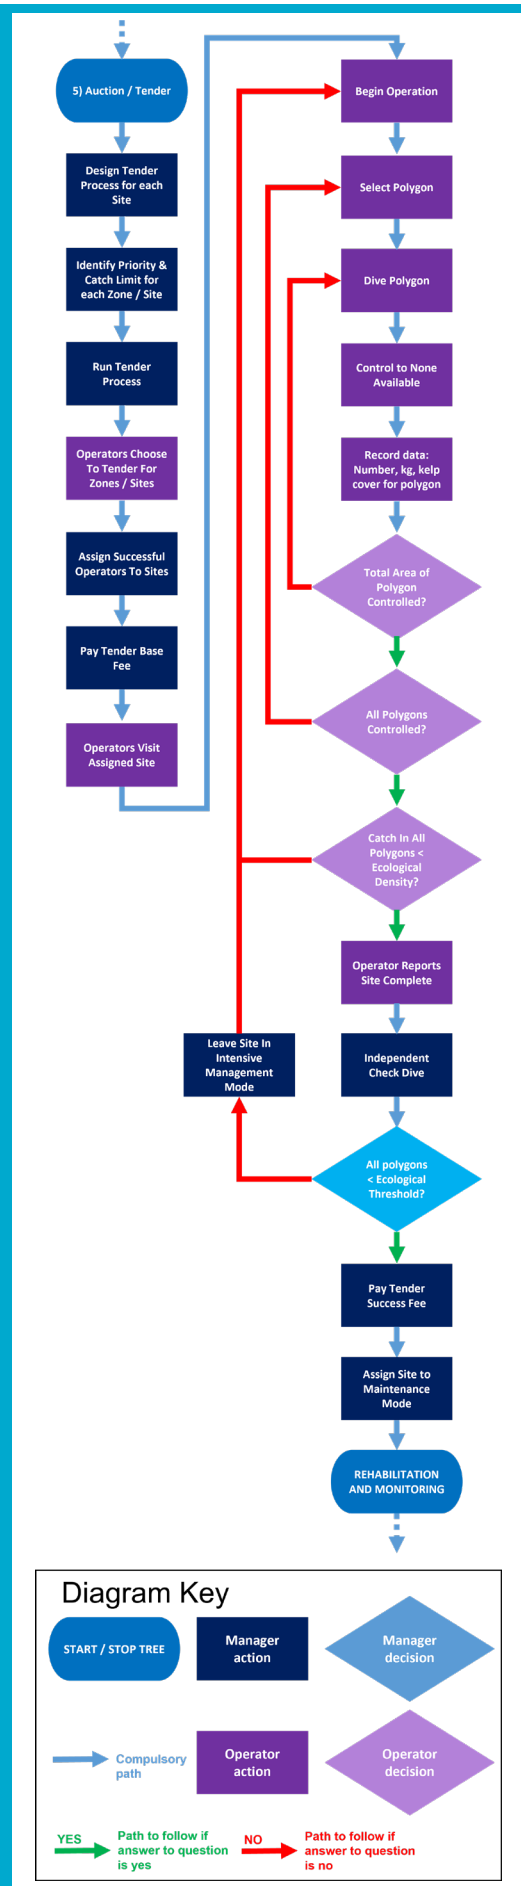 5) Auction / Tender
Design Tender
Process for each
Site
Identify Priority &
Catch Limit for
each Zone / Site
Run Tender
Process
Operators Choose
To Tender For
Zones / Sites
Assign Successful
Operators To Sites
Pay Tender Base
Fee
Operators Visit
Assigned Site
Begin Operation
Select Polygon
Dive Polygon
Control to None
Available
Record data:
Number, kg, kelp
cover for polygon
Total Area of
Polygon
Controlled?
All Polygons
Controlled?
Catch In All
Polygons <
Ecological
Density?
Operator Reports
Site Complete
Leave Site In
Intensive
Management
Mode
Independent
Check Dive
All polygons
< Ecological
Threshold?
Pay Tender
Success Fee
Assign Site to
Maintenance
Mode
REHABILITATION
AND MONITORING
Diagram Key
START / STOP TREE
Manager
action
Manager
decision
Compulsory
path
Operator
action
Operator
decision
YES
Path to follow if
answer to question
is yes
NO
Path to follow if
answer to question
is no